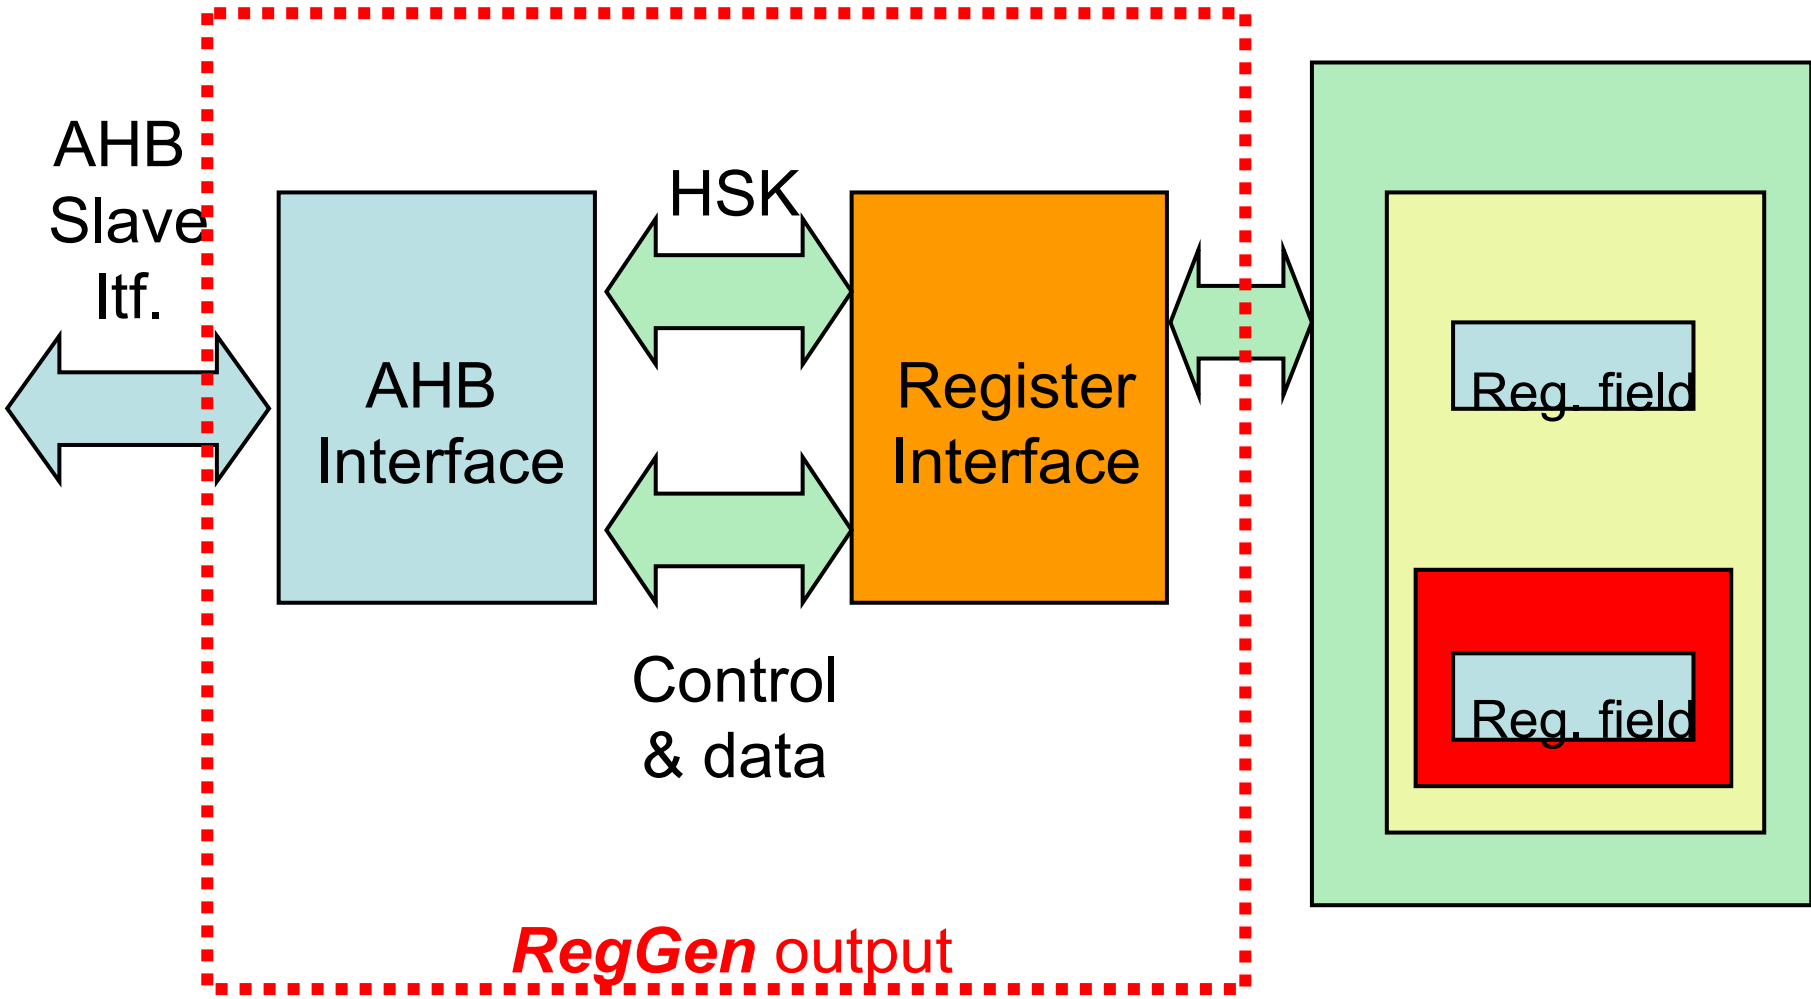 AHB
Slave
Itf.
HSK
AHB
Interface
Register
Interface
Control
& data
Reg. field
Reg. field
RegGen output